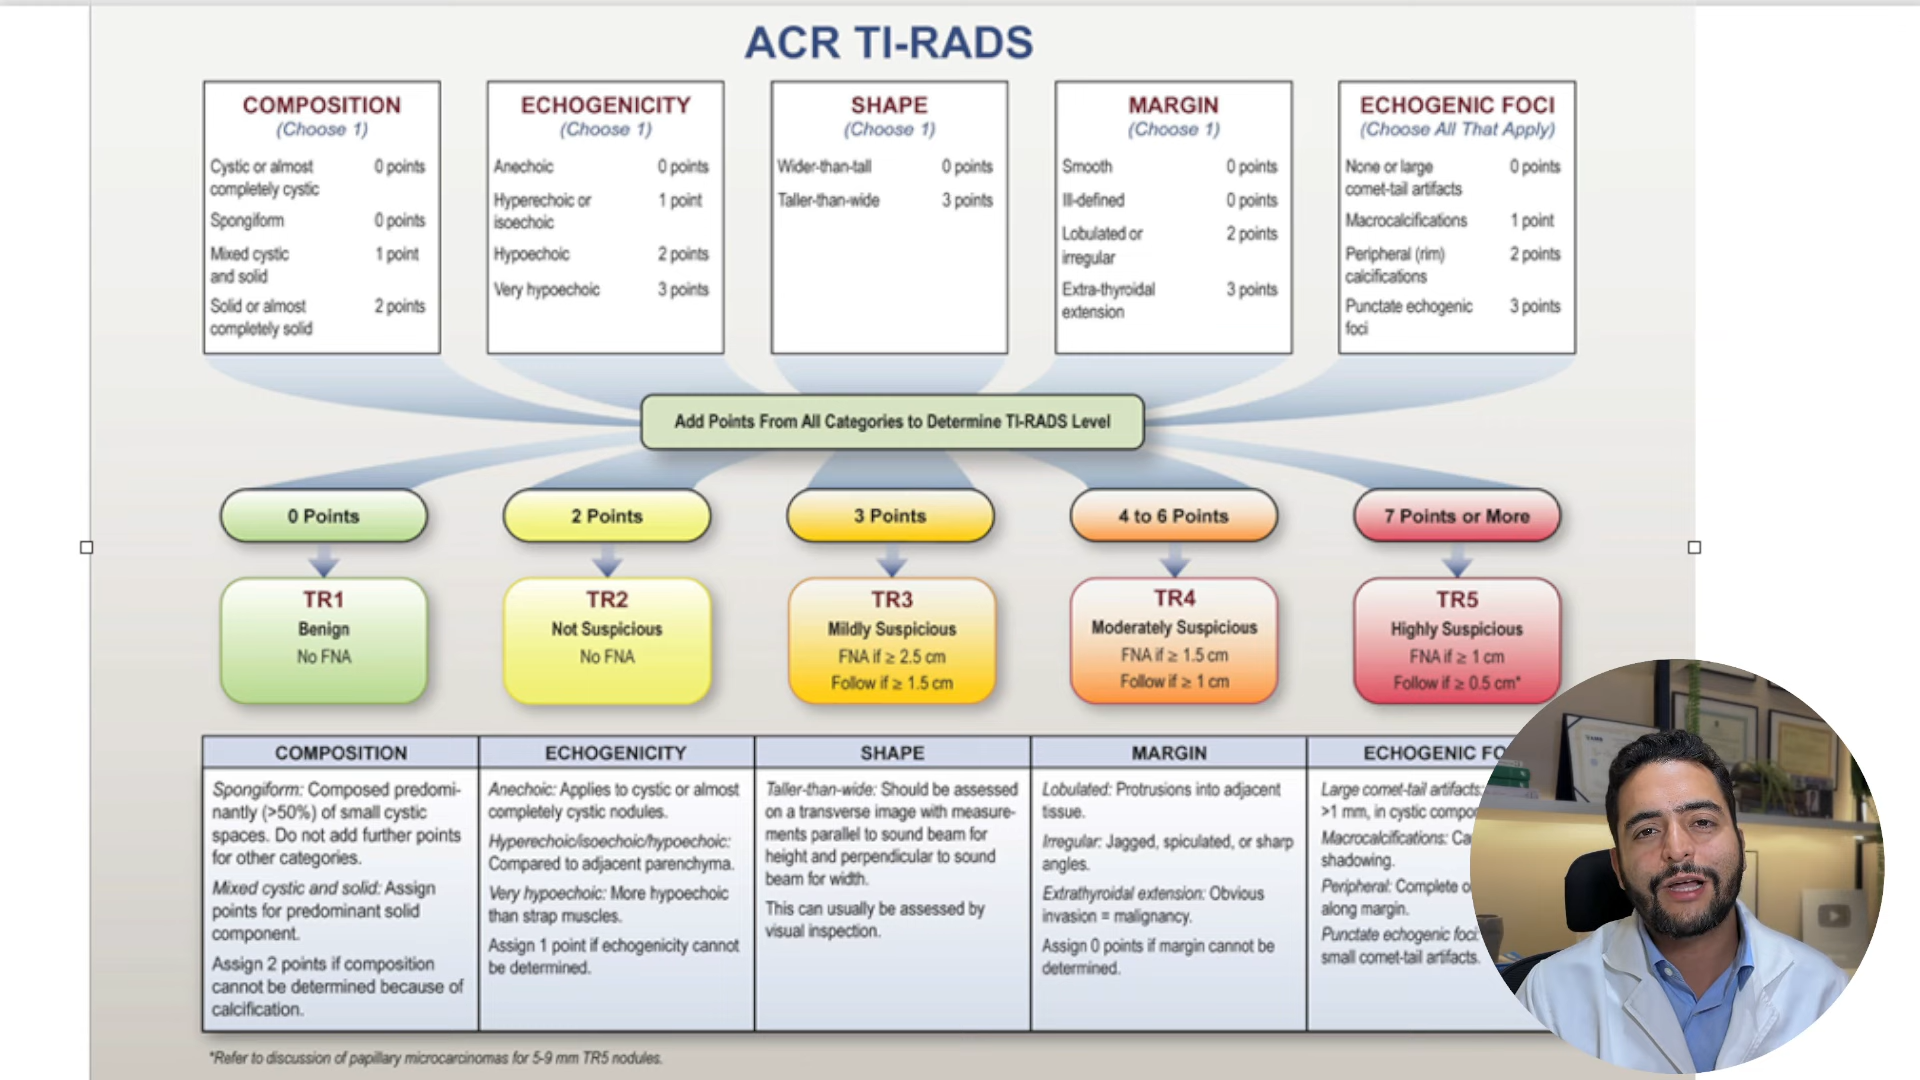 ACR TI-RADS
COMPOSITION
(Choose 1)
Cystic or almost 0 points
completely cystic
Spongiform 0 points
Mixed cystic 1 point
and solid
Solid or almost 2 points
completely solid
ECHOGENICITY
(Choose 1)
Anechoic 0 points
Hyperechoic or 1 point
isoechoic
Hypoechoic 2 points
Very hypoechoic 3 points
SHAPE
(Choose 1)
Wider-than-tall 0 points
Taller-than-wide 3 points
MARGIN
(Choose 1)
Smooth 0 points
Ill-defined 0 points
Lobulated or 2 points
irregular
Extra-thyroidal 3 points
extension
ECHOGENIC FOCI
(Choose All That Apply)
None or large 0 points
comet-tail artifacts
Macrocalcifications 1 point
Peripheral (rim) 2 points
calcifications
Punctate echogenic 3 points
foci
Add Points From All Categories to Determine TI-RADS Level
0 Points
2 Points
3 Points
4 to 6 Points
7 Points or More
TR1
Benign
No FNA
TR2
Not Suspicious
No FNA
TR3
Mildly Suspicious
FNA if ≥ 2.5 cm
Follow if ≥ 1.5 cm
TR4
Moderately Suspicious
FNA if ≥ 1.5 cm
Follow if ≥ 1 cm
TR5
Highly Suspicious
FNA if ≥ 1 cm
Follow if ≥ 0.5 cm*
COMPOSITION
Spongiform: Composed predomi-
nantly (>50%) of small cystic
spaces. Do not add further points
for other categories.
Mixed cystic and solid: Assign
points for predominant solid
component.
Assign 2 points if composition
cannot be determined because of
calcification.
ECHOGENICITY
Anechoic: Applies to cystic or almost
completely cystic nodules.
Hyperechoic/isoechoic/hypoechoic:
Compared to adjacent parenchyma.
Very hypoechoic: More hypoechoic
than strap muscles.
Assign 1 point if echogenicity cannot
be determined.
SHAPE
Taller-than-wide: Should be assessed
on a transverse image with measure-
ments parallel to sound beam for
height and perpendicular to sound
beam for width.
This can usually be assessed by
visual inspection.
MARGIN
Lobulated: Protrusions into adjacent
tissue.
Irregular: Jagged, spiculated, or sharp
angles.
Extrathyroidal extension: Obvious
invasion = malignancy.
Assign 0 points if margin cannot be
determined.
ECHOGENIC FO
Large comet-tail artifacts:
>1 mm, in cystic compo
Macrocalcifications: Ca
shadowing.
Peripheral: Complete o
along margin.
Punctate echogenic foci:
small comet-tail artifacts.
*Refer to discussion of papillary microcarcinomas for 5-9 mm TR5 nodules.